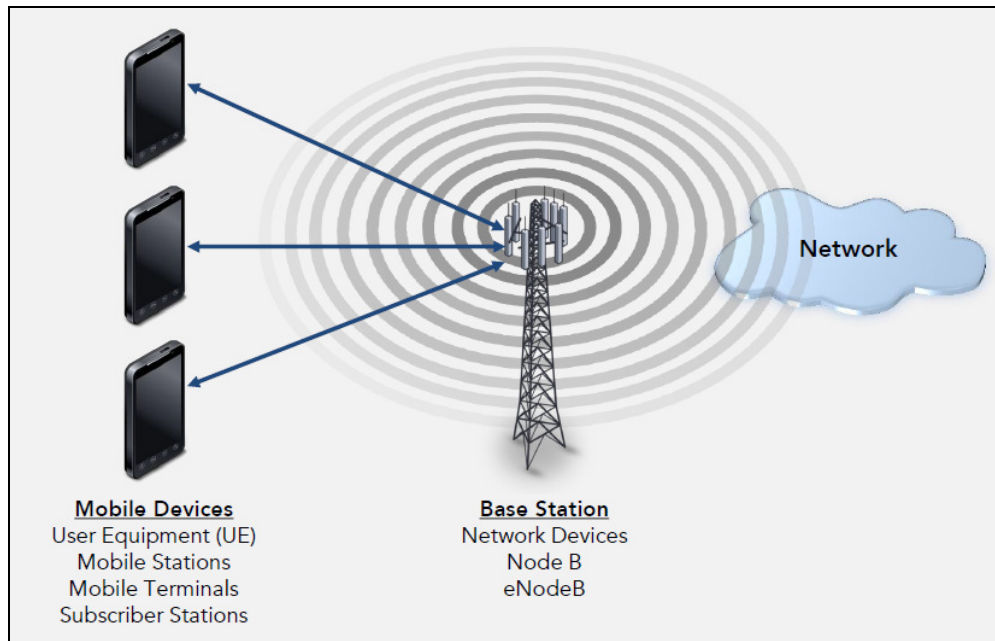 Network
Mobile Devices
User Equipment (UE)
Mobile Stations
Mobile Terminals
Subscriber Stations
Base Station
Network Devices
Node B
eNodeB